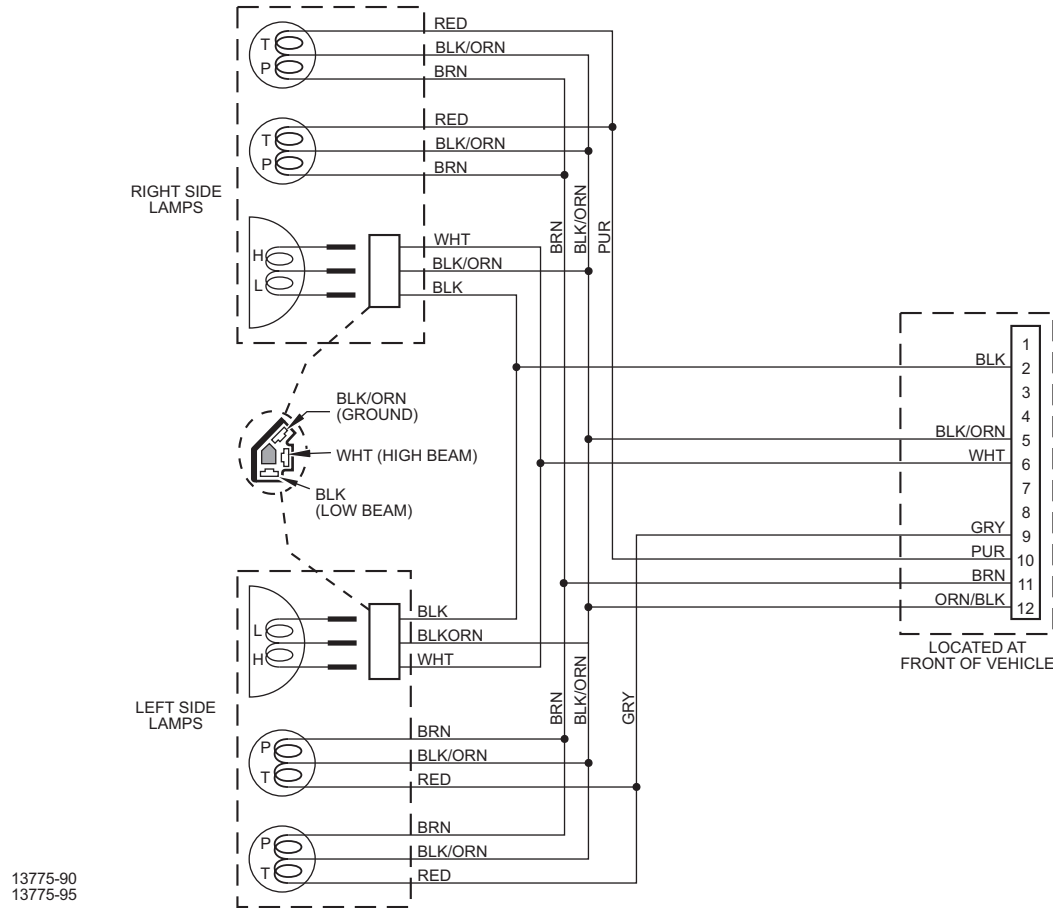 RED
T
BLK/ORN
P
BRN
RED
T
BLK/ORN
P
BRN
RIGHT SIDE
LAMPS
WHT
H
BLK/ORN
L
BLK
BRN
BLK/ORN
PUR
BLK/ORN
(GROUND)
WHT (HIGH BEAM)
BLK
(LOW BEAM)
1
BLK 2
3
4
BLK/ORN 5
WHT 6
7
8
GRY 9
PUR 10
BRN 11
ORN/BLK 12
LOCATED AT
FRONT OF VEHICLE
BLK
L
BLKORN
H
WHT
LEFT SIDE
LAMPS
BRN
BLK/ORN
GRY
BRN
P
BLK/ORN
T
RED
BRN
P
BLK/ORN
T
RED
13775-90
13775-95